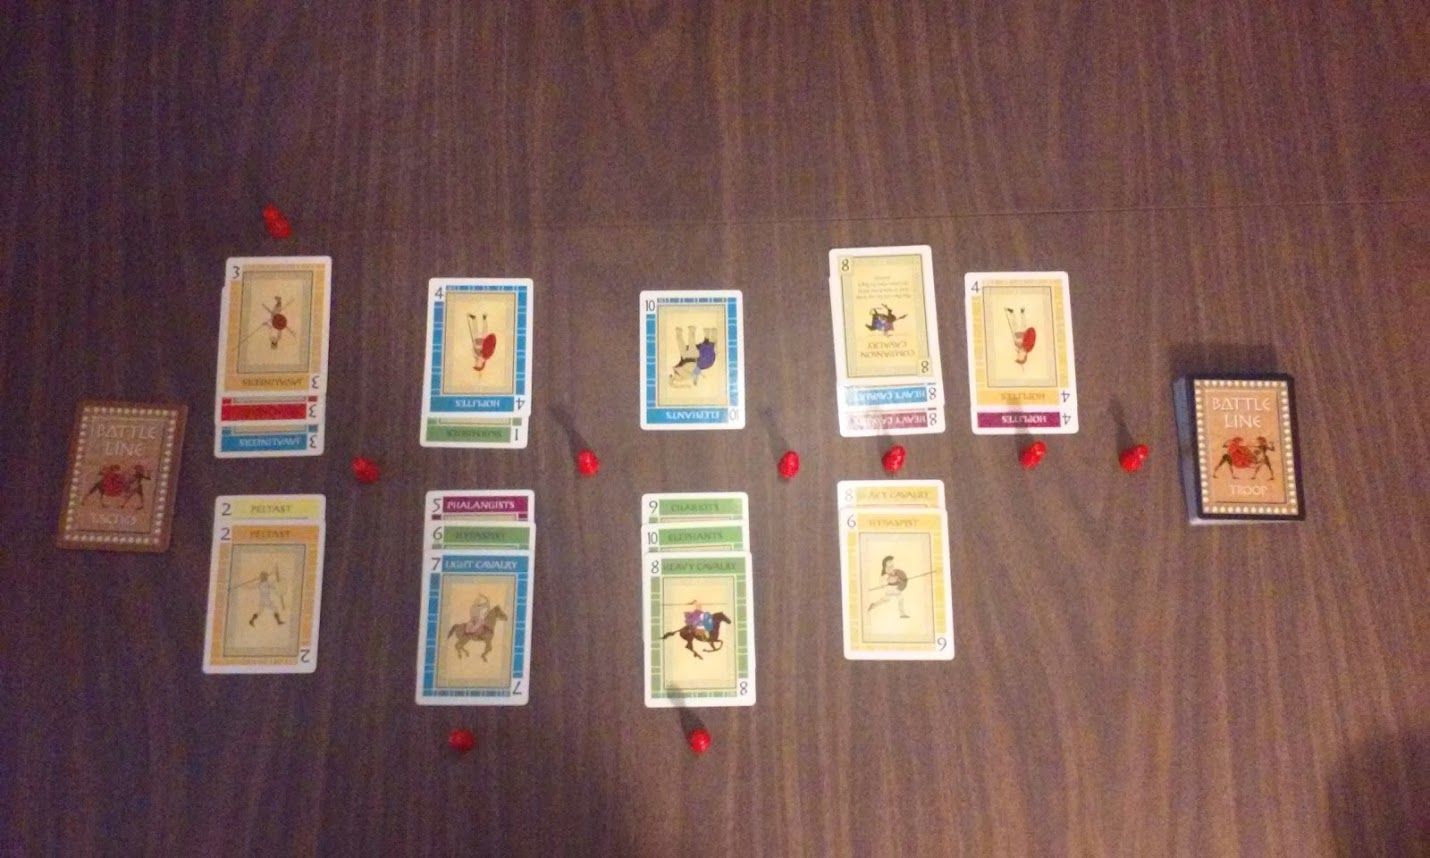 BATTLE
LINE
TACTICS
3
JAVALINEERS
3
3
JAVALINEERS
3
4
HOPLITES
4
SKIRMISHERS
1
10
ELEPHANTS
10
8
COMPANION
CAVALRY
8
HEAVY CAVALRY
8
HEAVY CAVALRY
8
4
HOPLITES
4
HOPLITES
4
BATTLE
LINE
TROOP
2 PELTAST
2 PELTAST
2
5 PHALANGISTS
6 HYPASPIST
7 LIGHT CAVALRY
7
9 CHARIOTS
10 ELEPHANTS
8 HEAVY CAVALRY
8
8 HEAVY CAVALRY
6 HYPASPIST
6